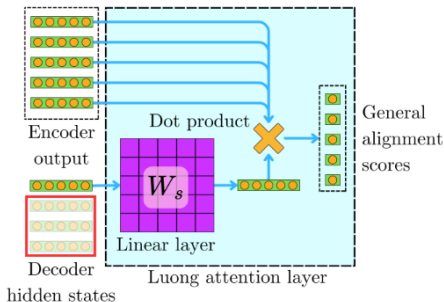 Encoder
output
Dot product
General
alignment
scores
W_s
Linear layer
Decoder
hidden states
Luong attention layer